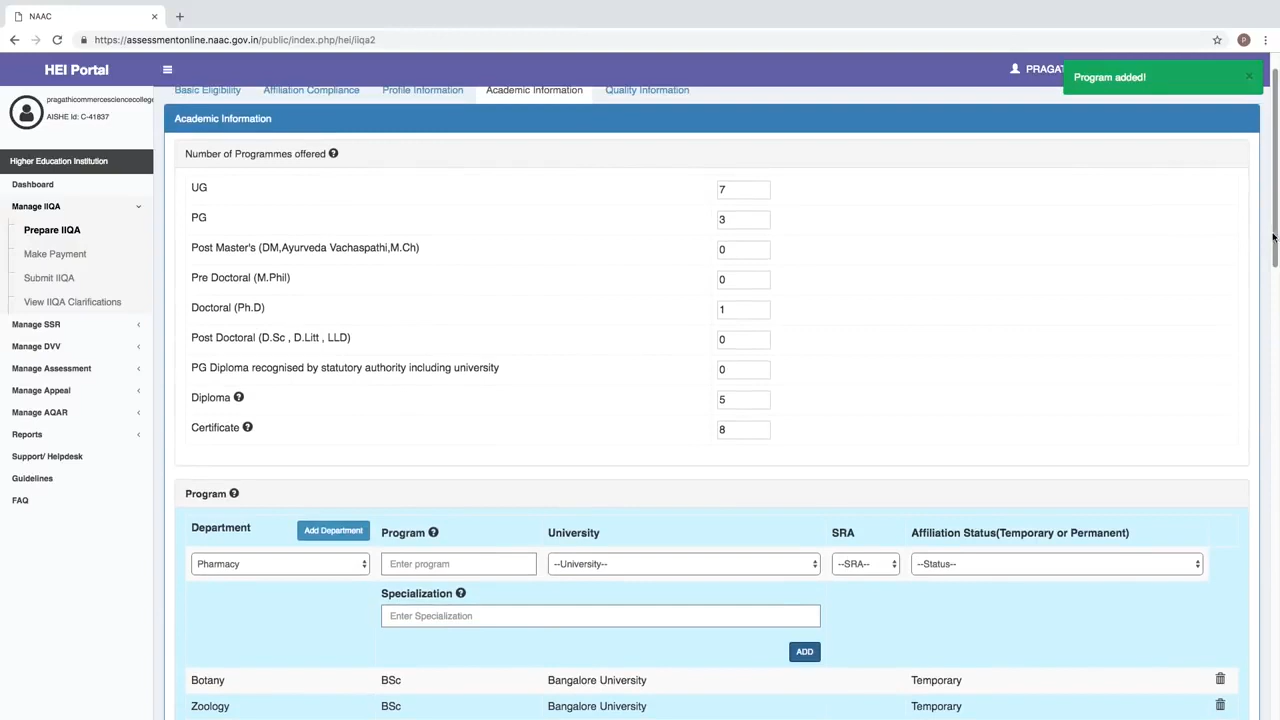 NAAC
https://assessmentonline.naac.gov.in/public/index.php/hei/iiqa2
P
HEI Portal
PRAGAT
Program added!
pragathicommercesciencecollege
AISHE Id: C-41837
Higher Education Institution
Dashboard
Manage IIQA
Prepare IIQA
Make Payment
Submit IIQA
View IIQA Clarifications
Manage SSR
Manage DVV
Manage Assessment
Manage Appeal
Manage AQAR
Reports
Support/ Helpdesk
Guidelines
FAQ
Basic Eligibility Affiliation Compliance Profile Information Academic Information Quality Information
Academic Information
Number of Programmes offered
UG 7
PG 3
Post Master's (DM,Ayurveda Vachaspathi,M.Ch) 0
Pre Doctoral (M.Phil) 0
Doctoral (Ph.D) 1
Post Doctoral (D.Sc , D.Litt , LLD) 0
PG Diploma recognised by statutory authority including university 0
Diploma 5
Certificate 8
Program
Department Add Department Program University SRA Affiliation Status(Temporary or Permanent)
Pharmacy Enter program --University-- --SRA-- --Status--
Specialization
Enter Specialization
ADD
Botany BSc Bangalore University Temporary
Zoology BSc Bangalore University Temporary